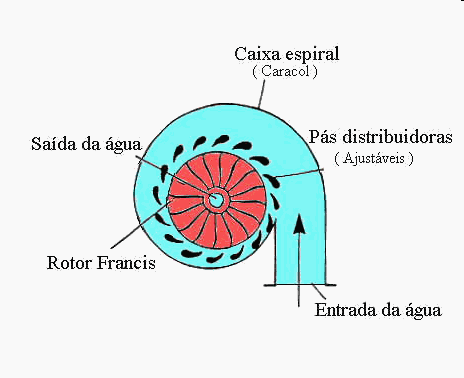 Caixa espiral
( Caracol )
Saída da água
Pás distribuidoras
( Ajustáveis )
Rotor Francis
Entrada da água